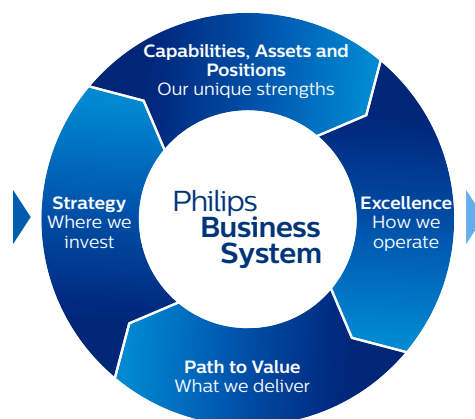 Capabilities, Assets and
Positions
Our unique strengths
Strategy
Where we
invest
Philips
Business
System
Excellence
How we
operate
Path to Value
What we deliver